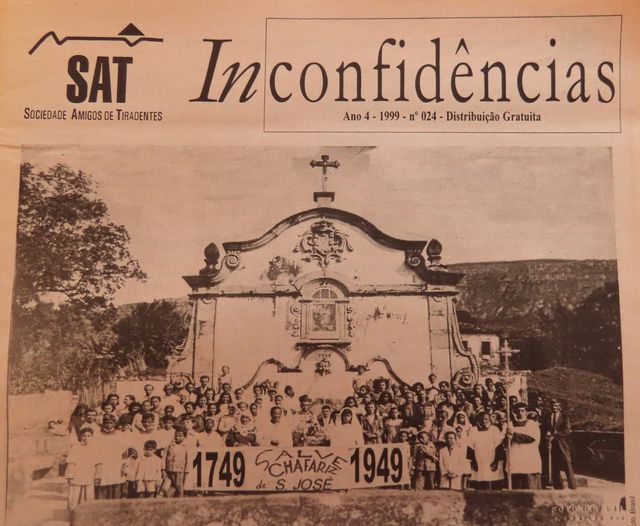 SAT
SOCIEDADE AMIGOS DE TIRADENTES
Inconfidências
Ano 4 - 1999 - nº 024 - Distribuição Gratuita
1749
SALVE
CHAFARIZ
de S. JOSÉ
1949
Brasil